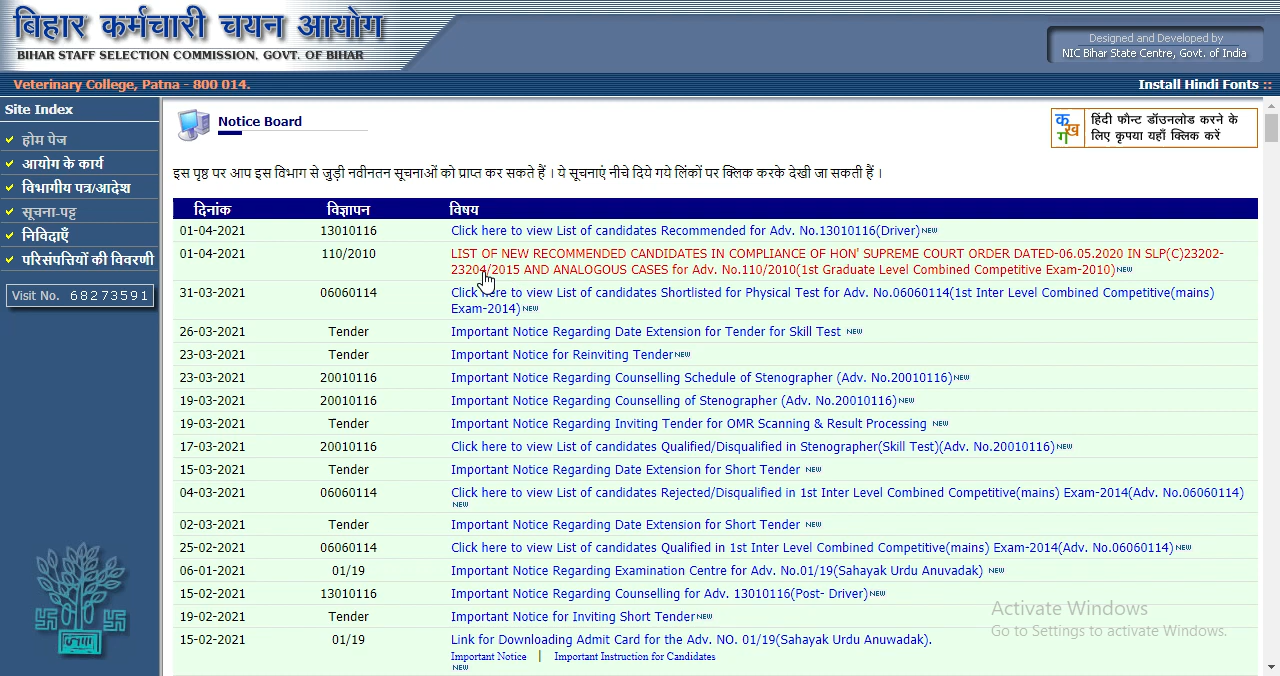 बिहार कर्मचारी चयन आयोग
BIHAR STAFF SELECTION COMMISSION, GOVT. OF BIHAR
Designed and Developed by
NIC Bihar State Centre, Govt. of India
Veterinary College, Patna - 800 014.
Install Hindi Fonts ::
Site Index
होम पेज
आयोग के कार्य
विभागीय पत्र/आदेश
सूचना-पट्ट
निविदाएँ
परिसंपत्तियों की विवरणी
Visit No. 68273591
Notice Board
क ख ग
हिंदी फौन्ट डॉउनलोड करने के
लिए कृपया यहाँ क्लिक करें
इस पृष्ठ पर आप इस विभाग से जुड़ी नवीनतन सूचनाओं को प्राप्त कर सकते हैं । ये सूचनाएं नीचे दिये गये लिंकों पर क्लिक करके देखी जा सकती हैं ।
दिनांक विज्ञापन विषय
01-04-2021 13010116 Click here to view List of candidates Recommended for Adv. No.13010116(Driver) NEW
01-04-2021 110/2010 LIST OF NEW RECOMMENDED CANDIDATES IN COMPLIANCE OF HON' SUPREME COURT ORDER DATED-06.05.2020 IN SLP(C)23202-
23204/2015 AND ANALOGOUS CASES for Adv. No.110/2010(1st Graduate Level Combined Competitive Exam-2010) NEW
31-03-2021 06060114 Click here to view List of candidates Shortlisted for Physical Test for Adv. No.06060114(1st Inter Level Combined Competitive(mains)
Exam-2014) NEW
26-03-2021 Tender Important Notice Regarding Date Extension for Tender for Skill Test NEW
23-03-2021 Tender Important Notice for Reinviting Tender NEW
23-03-2021 20010116 Important Notice Regarding Counselling Schedule of Stenographer (Adv. No.20010116) NEW
19-03-2021 20010116 Important Notice Regarding Counselling of Stenographer (Adv. No.20010116) NEW
19-03-2021 Tender Important Notice Regarding Inviting Tender for OMR Scanning & Result Processing NEW
17-03-2021 20010116 Click here to view List of candidates Qualified/Disqualified in Stenographer(Skill Test)(Adv. No.20010116) NEW
15-03-2021 Tender Important Notice Regarding Date Extension for Short Tender NEW
04-03-2021 06060114 Click here to view List of candidates Rejected/Disqualified in 1st Inter Level Combined Competitive(mains) Exam-2014(Adv. No.06060114)
NEW
02-03-2021 Tender Important Notice Regarding Date Extension for Short Tender NEW
25-02-2021 06060114 Click here to view List of candidates Qualified in 1st Inter Level Combined Competitive(mains) Exam-2014(Adv. No.06060114) NEW
06-01-2021 01/19 Important Notice Regarding Examination Centre for Adv. No.01/19(Sahayak Urdu Anuvadak) NEW
15-02-2021 13010116 Important Notice Regarding Counselling for Adv. 13010116(Post- Driver) NEW
19-02-2021 Tender Important Notice for Inviting Short Tender NEW
15-02-2021 01/19 Link for Downloading Admit Card for the Adv. NO. 01/19(Sahayak Urdu Anuwadak).
Important Notice | Important Instruction for Candidates
NEW
Activate Windows
Go to Settings to activate Windows.